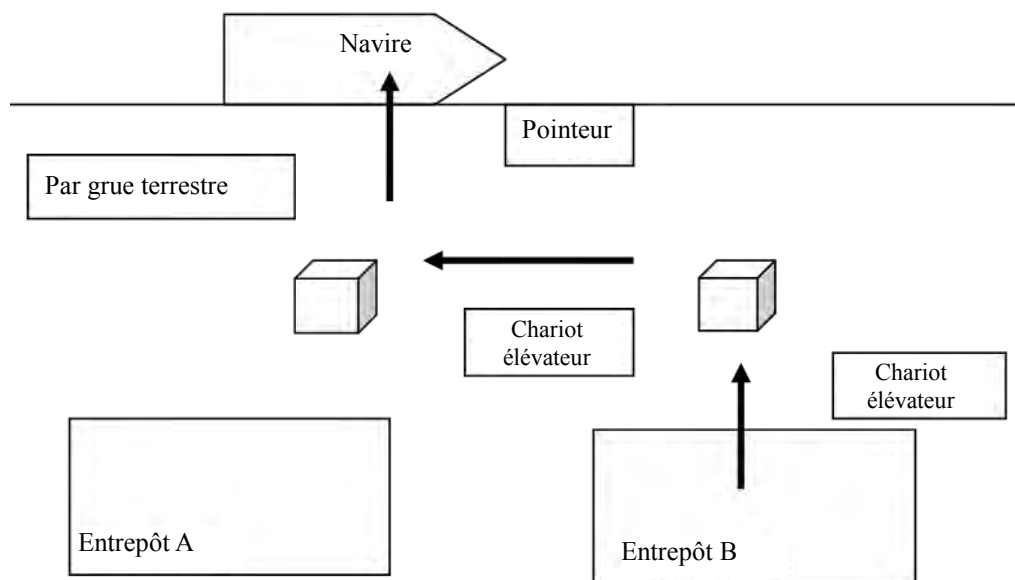 Navire
Pointeur
Par grue terrestre
Chariot
élévateur
Chariot
élévateur
Entrepôt A
Entrepôt B